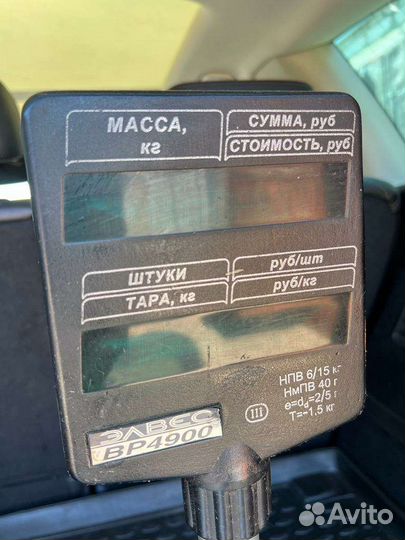 МАССА, кг
СУММА, руб
СТОИМОСТЬ, руб
ШТУКИ
ТАРА, кг
руб/шт
руб/кг
НПВ 6/15 кг
НмПВ 40 г
e=dd=2/5 г
T=-1.5 кг
III
ЭЛВЕС
ВР4900
Avito